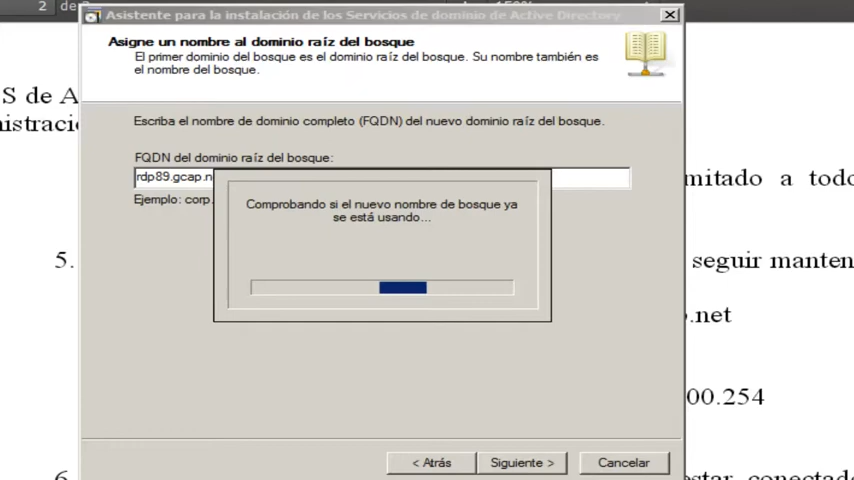 2 de
Asistente para la instalación de los Servicios de dominio de Active Directory
Asigne un nombre al dominio raíz del bosque
El primer dominio del bosque es el dominio raíz del bosque. Su nombre también es
el nombre del bosque.
S de A
Escriba el nombre de dominio completo (FQDN) del nuevo dominio raíz del bosque.
FQDN del dominio raíz del bosque:
rdp89.gcap.n
mitado a todo
Ejemplo: corp.
Comprobando si el nuevo nombre de bosque ya
se está usando...
5.
seguir manten
.net
00.254
< Atrás
Siguiente >
Cancelar
6
estar conectado